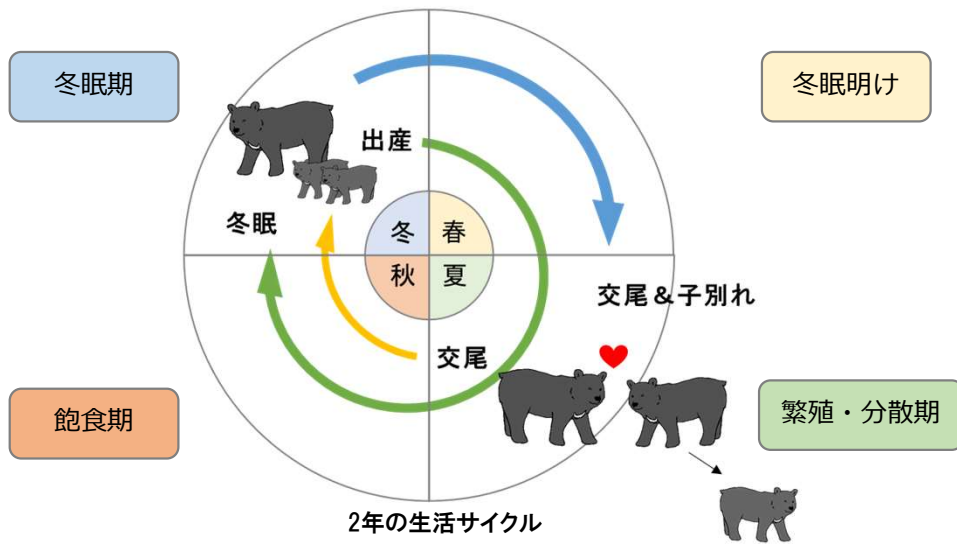 冬眠期
冬眠明け
出産
冬眠
冬
春
秋
夏
交尾＆子別れ
交尾
飽食期
繁殖・分散期
2年の生活サイクル